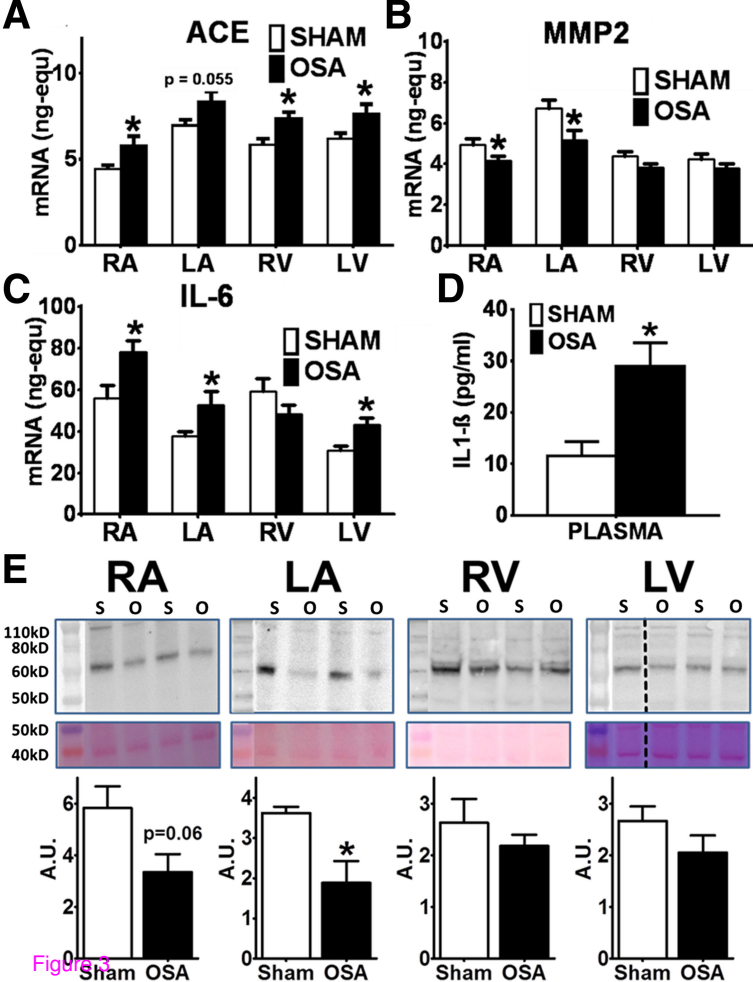 A
ACE
SHAM
OSA
mRNA (ng-equ)
10
5
0
*
p = 0.055
*
*
RA LA RV LV
B
MMP2
SHAM
OSA
mRNA (ng-equ)
10
8
6
4
2
0
*
*
RA LA RV LV
C
IL-6
SHAM
OSA
mRNA (ng-equ)
100
80
60
40
20
0
*
*
*
RA LA RV LV
D
SHAM
OSA
IL1-ß (pg/ml)
40
30
20
10
0
*
PLASMA
E
RA LA RV LV
S O S O S O S O S O S O S O S O
110kD
80kD
60kD
50kD
50kD
40kD
A.U.
6
4
2
0
p=0.06
Sham OSA
A.U.
4
3
2
1
0
*
Sham OSA
A.U.
3
2
1
0
Sham OSA
A.U.
3
2
1
0
Sham OSA
Figure 3